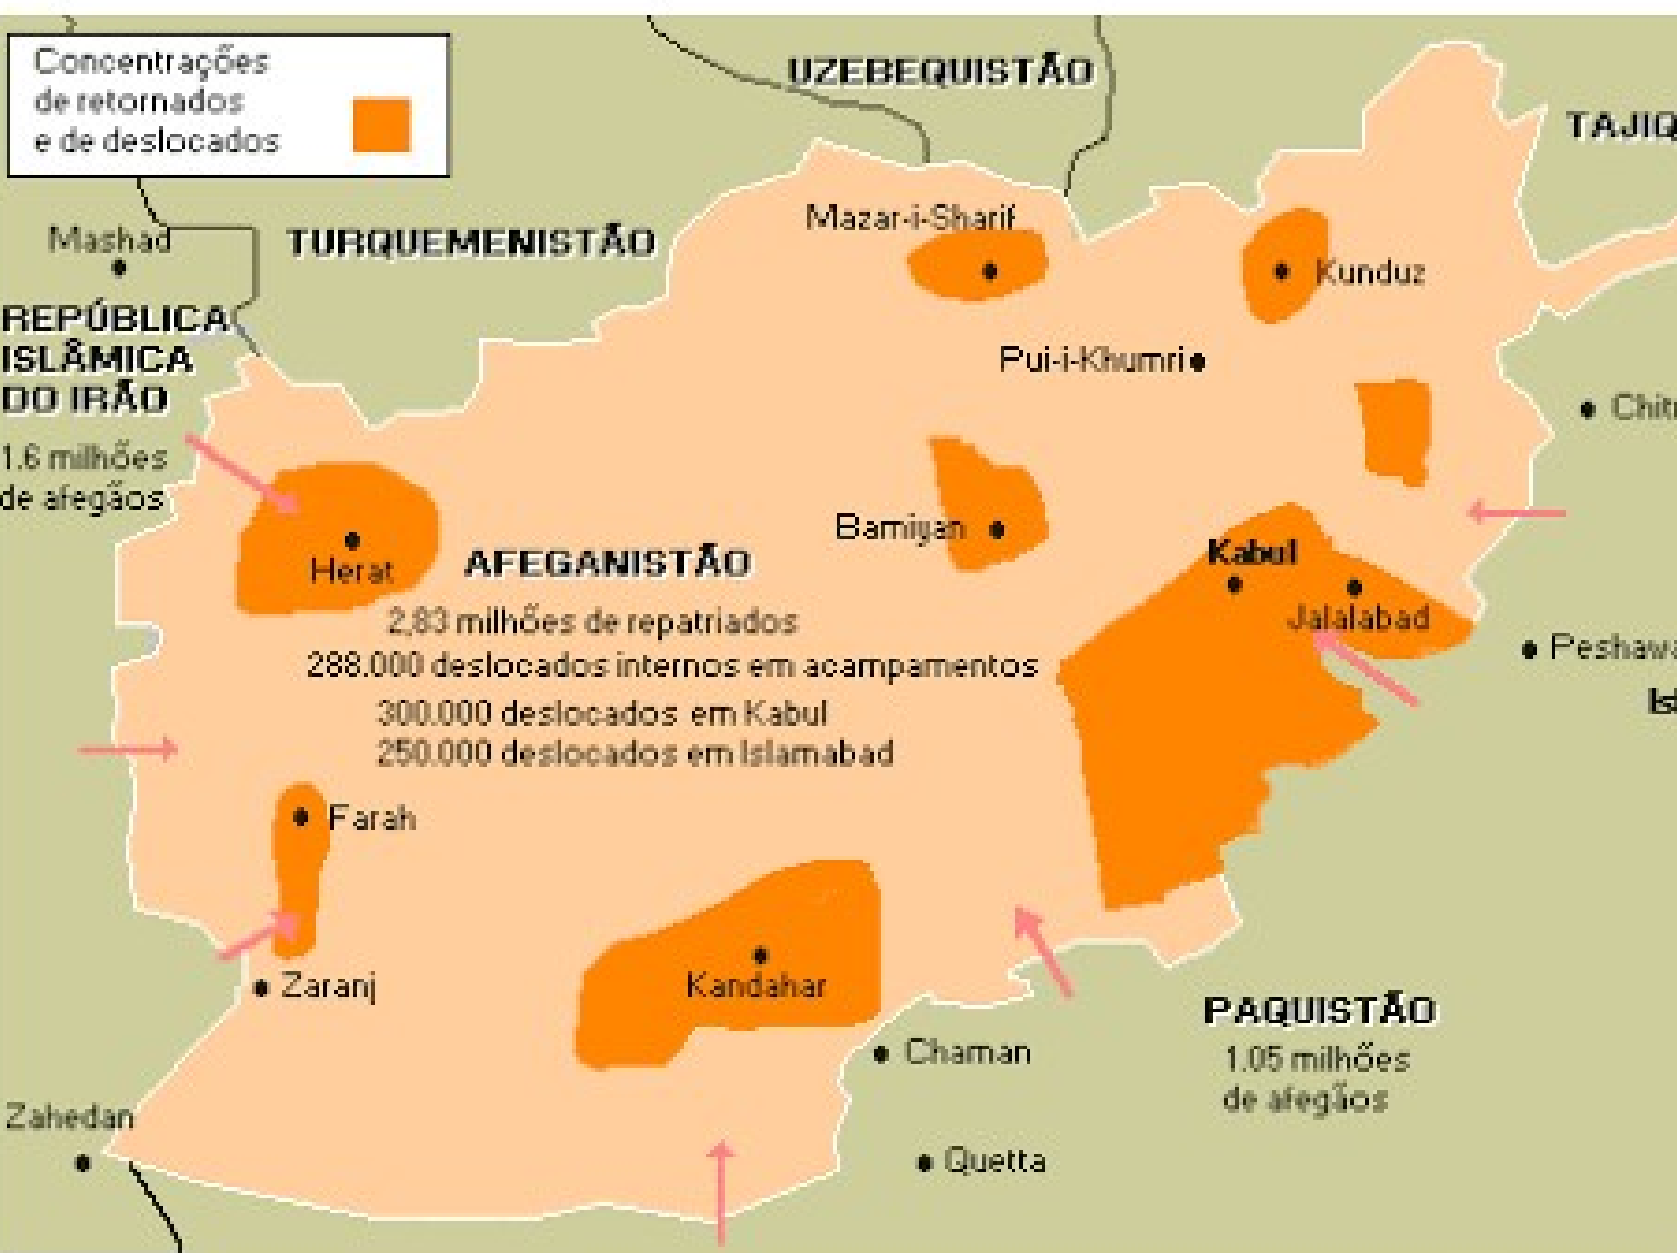 Concentrações
de retornados
e de deslocados
UZEBEQUISTÃO
Mashad
TURQUEMENISTÃO
Mazar-i-Sharif
Kunduz
REPÚBLICA
ISLÂMICA
DO IRÃO
1.6 milhões
de afegãos
Pui-i-Khumri
Bamiyan
Herat
AFEGANISTÃO
2,83 milhões de repatriados
288.000 deslocados internos em acampamentos
300.000 deslocados em Kabul
250.000 deslocados em Islamabad
Kabul
Jalalabad
Farah
Zaranj
Kandahar
Chaman
PAQUISTÃO
1.05 milhões
de afegãos
Zahedan
Quetta